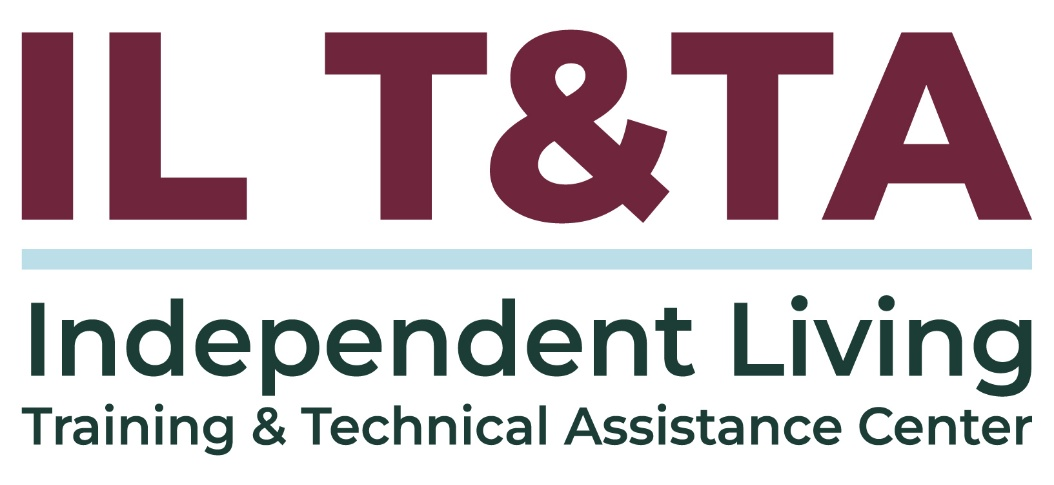 IL T&TA
Independent Living
Training & Technical Assistance Center